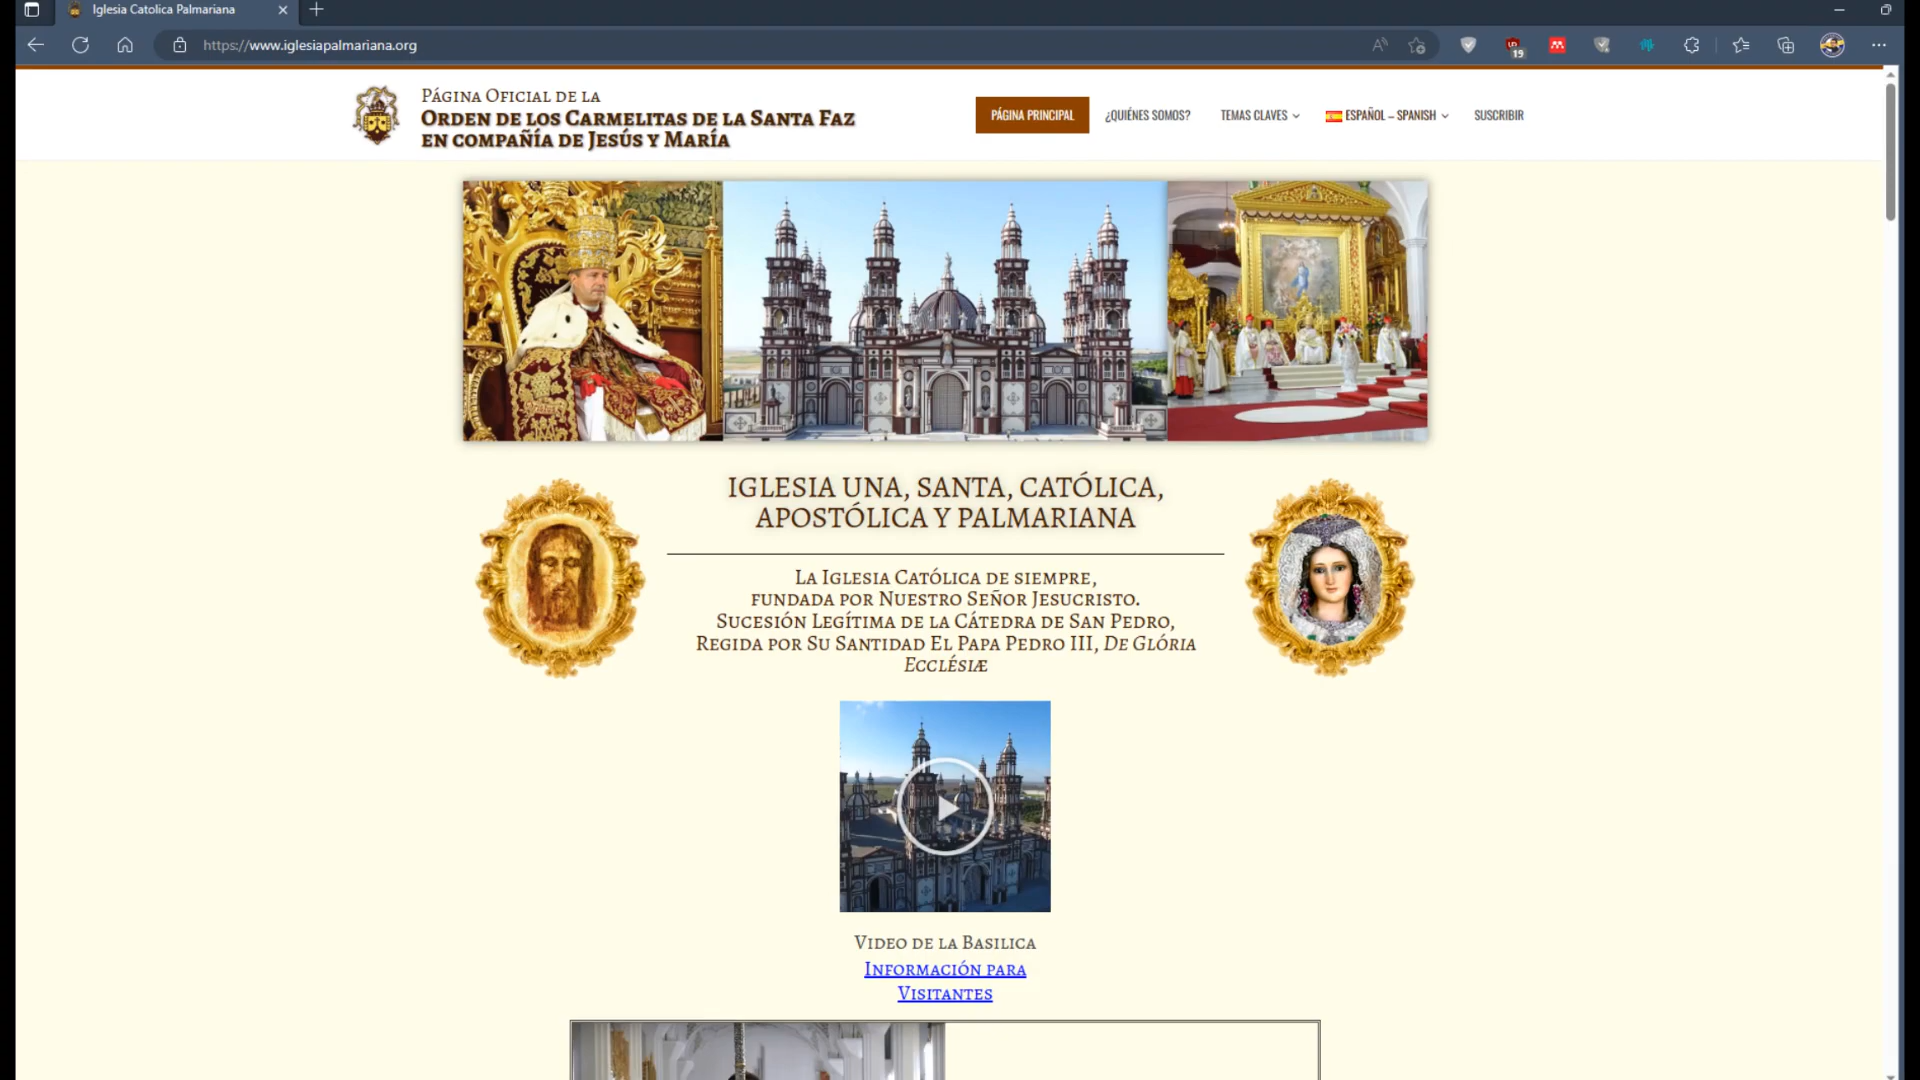 Iglesia Catolica Palmariana
https://www.iglesiapalmariana.org
19
Página Oficial de la
Orden de los Carmelitas de la Santa Faz
en compañía de Jesús y María
PÁGINA PRINCIPAL
¿QUIÉNES SOMOS?
TEMAS CLAVES
ESPAÑOL – SPANISH
SUSCRIBIR
IGLESIA UNA, SANTA, CATÓLICA,
APOSTÓLICA Y PALMARIANA
La Iglesia Católica de siempre,
fundada por Nuestro Señor Jesucristo.
Sucesión Legítima de la Cátedra de San Pedro,
Regida por Su Santidad El Papa Pedro III, De Glória
Ecclésiæ
Video de la Basilica
Información para
Visitantes